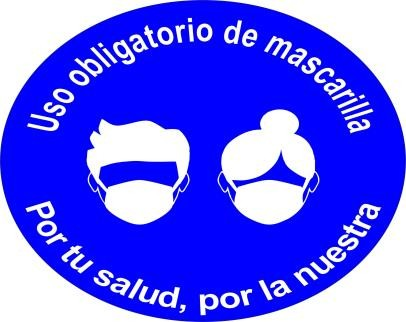 Uso obligatorio de mascarilla
Por tu salud, por la nuestra